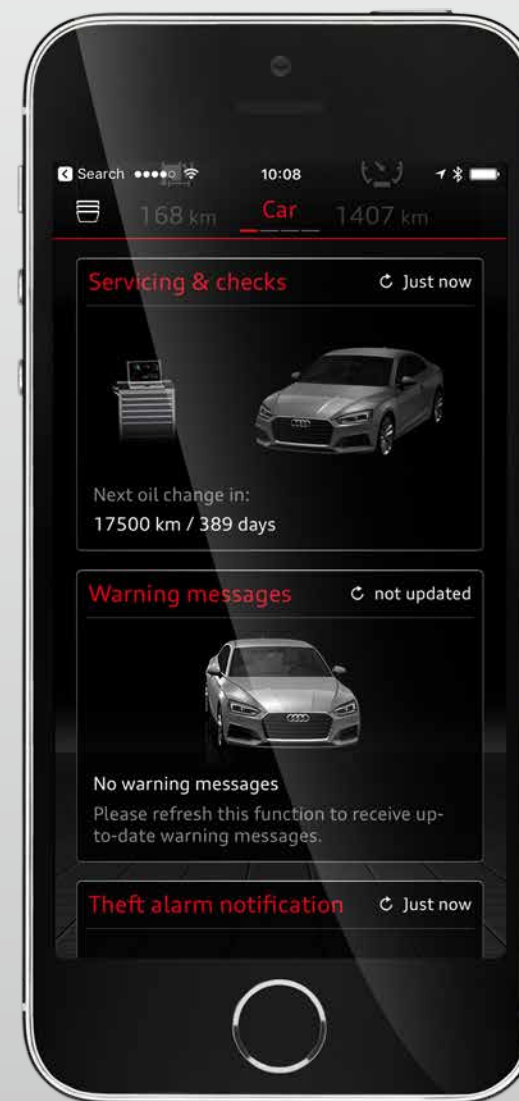 Search 10:08
168 km Car 1407 km
Servicing & checks Just now
Next oil change in:
17500 km / 389 days
Warning messages not updated
No warning messages
Please refresh this function to receive up-
to-date warning messages.
Theft alarm notification Just now